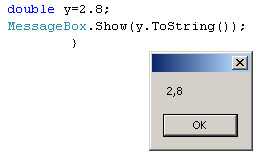 double y=2.8;
MessageBox.Show(y.ToString());
}
2,8
OK